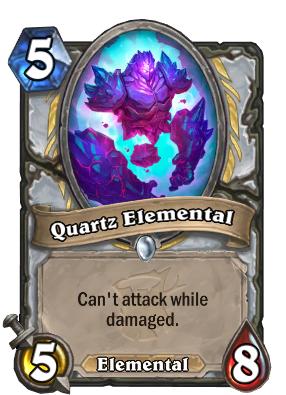 5
Quartz Elemental
Can't attack while
damaged.
5
Elemental
8